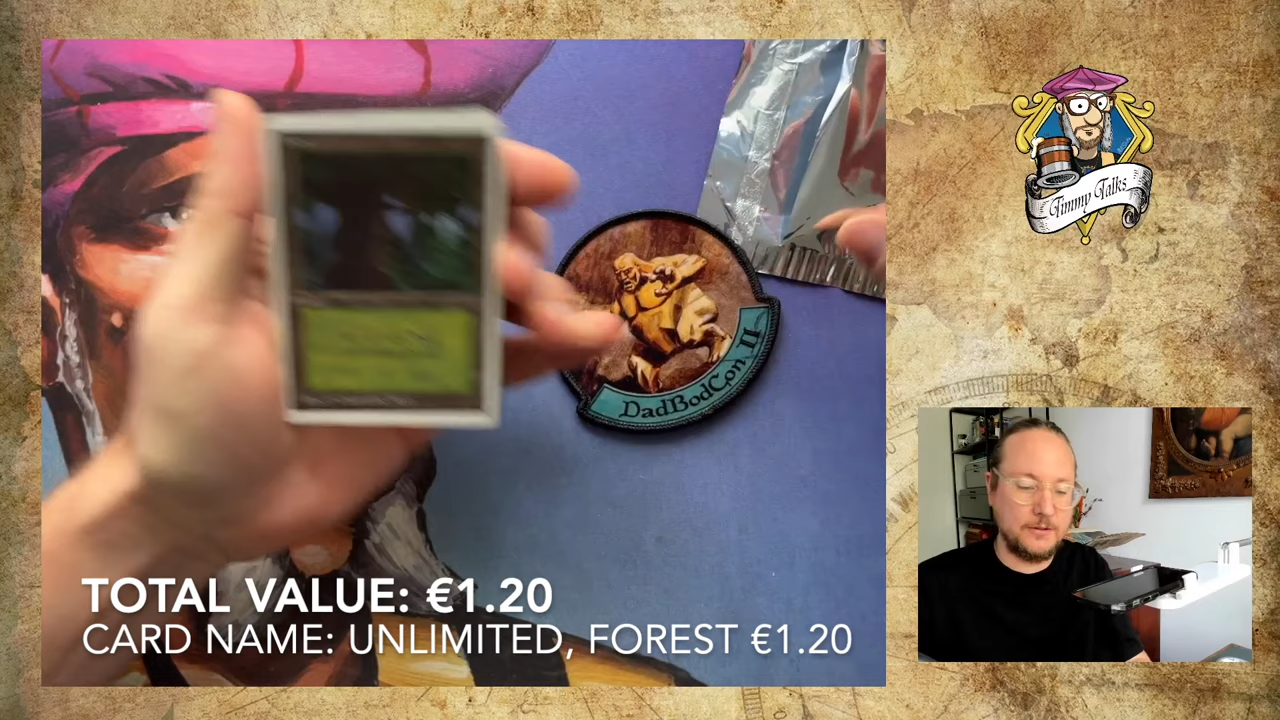 Timmy Talks
DadBodCon II
TOTAL VALUE: €1.20
CARD NAME: UNLIMITED, FOREST €1.20